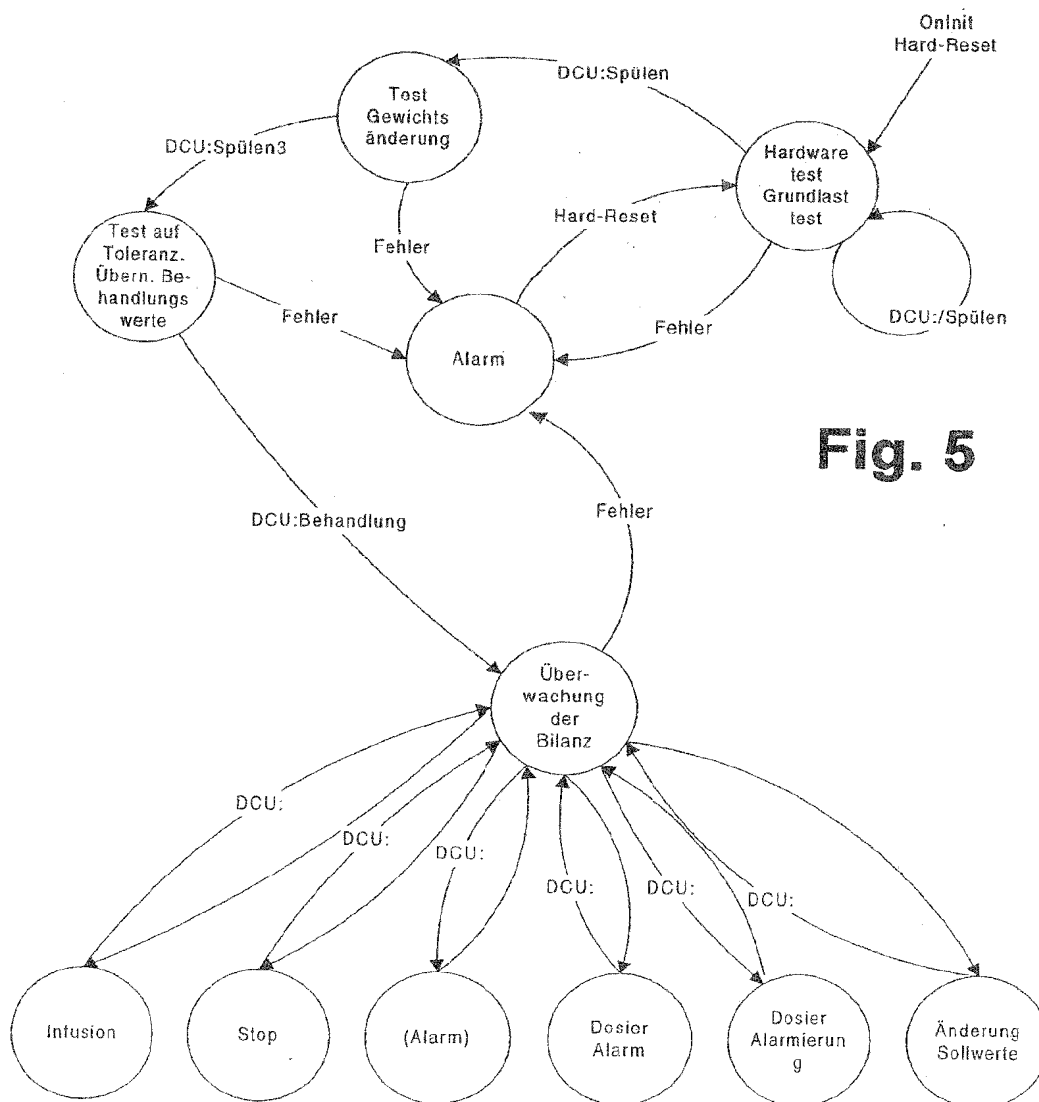 OnInit
Hard-Reset
DCU:Spülen
Tost
Gewichts
änderung
DCU:Spülen3
Hardware
test
Grundlast
test
Hard-Reset
Test auf
Toleranz.
Übern. Be-
handlungs
werte
Fehler
Fehler
Fehler
DCU:/Spülen
Alarm
Fig. 5
DCU:Behandlung
Fehler
Über-
wachung
der
Bilanz
DCU:
DCU:
DCU:
DCU:
DCU:
DCU:
Infusion
Stop
(Alarm)
Dosier
Alarm
Dosier
Alarmierun
g
Änderung
Sollwerte